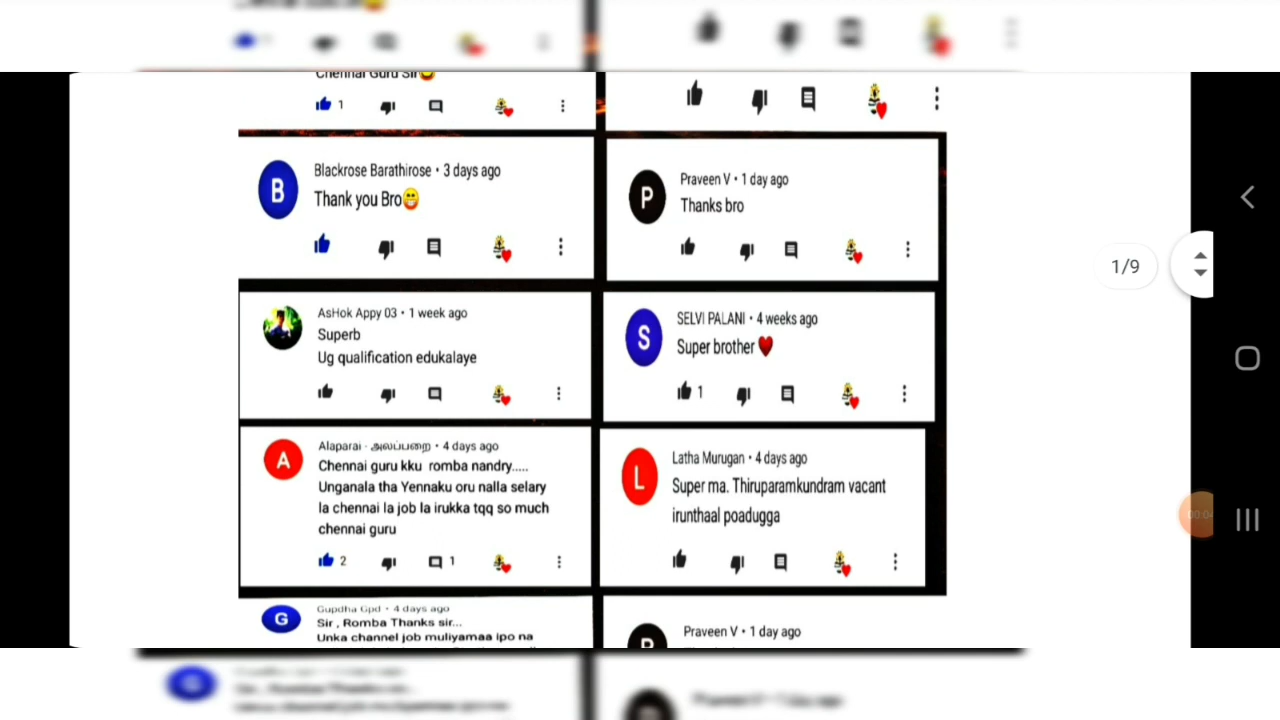 Chennai Guru Sir😄
1
B
Blackrose Barathirose • 3 days ago
Thank you Bro😁
AsHok Appy 03 • 1 week ago
Superb
Ug qualification edukalaye
A
Alaparai - அலப்பறை • 4 days ago
Chennai guru kku romba nandry.....
Unganala tha Yennaku oru nalla selary
la chennai la job la irukka tqq so much
chennai guru
2 1
G
Gupdha Gpd • 4 days ago
Sir , Romba Thanks sir...
Unka channel job muliyamaa ipo na
P
Praveen V • 1 day ago
Thanks bro
S
SELVI PALANI • 4 weeks ago
Super brother ♥
1
L
Latha Murugan • 4 days ago
Super ma. Thiruparamkundram vacant
irunthaal poadugga
Praveen V • 1 day ago
1/9
00:04